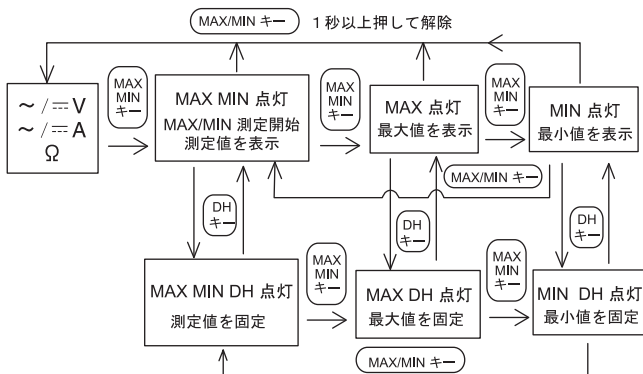 MAX/MIN キー 1秒以上押して解除
～/⎓V
～/⎓A
Ω
MAX
MIN
キー
MAX MIN 点灯
MAX/MIN 測定開始
測定値を表示
MAX
MIN
キー
MAX 点灯
最大値を表示
MAX
MIN
キー
MIN 点灯
最小値を表示
MAX/MIN キー
DH
キー
DH
キー
DH
キー
MAX MIN DH 点灯
測定値を固定
MAX
MIN
キー
MAX DH 点灯
最大値を固定
MAX
MIN
キー
MIN DH 点灯
最小値を固定
MAX/MIN キー